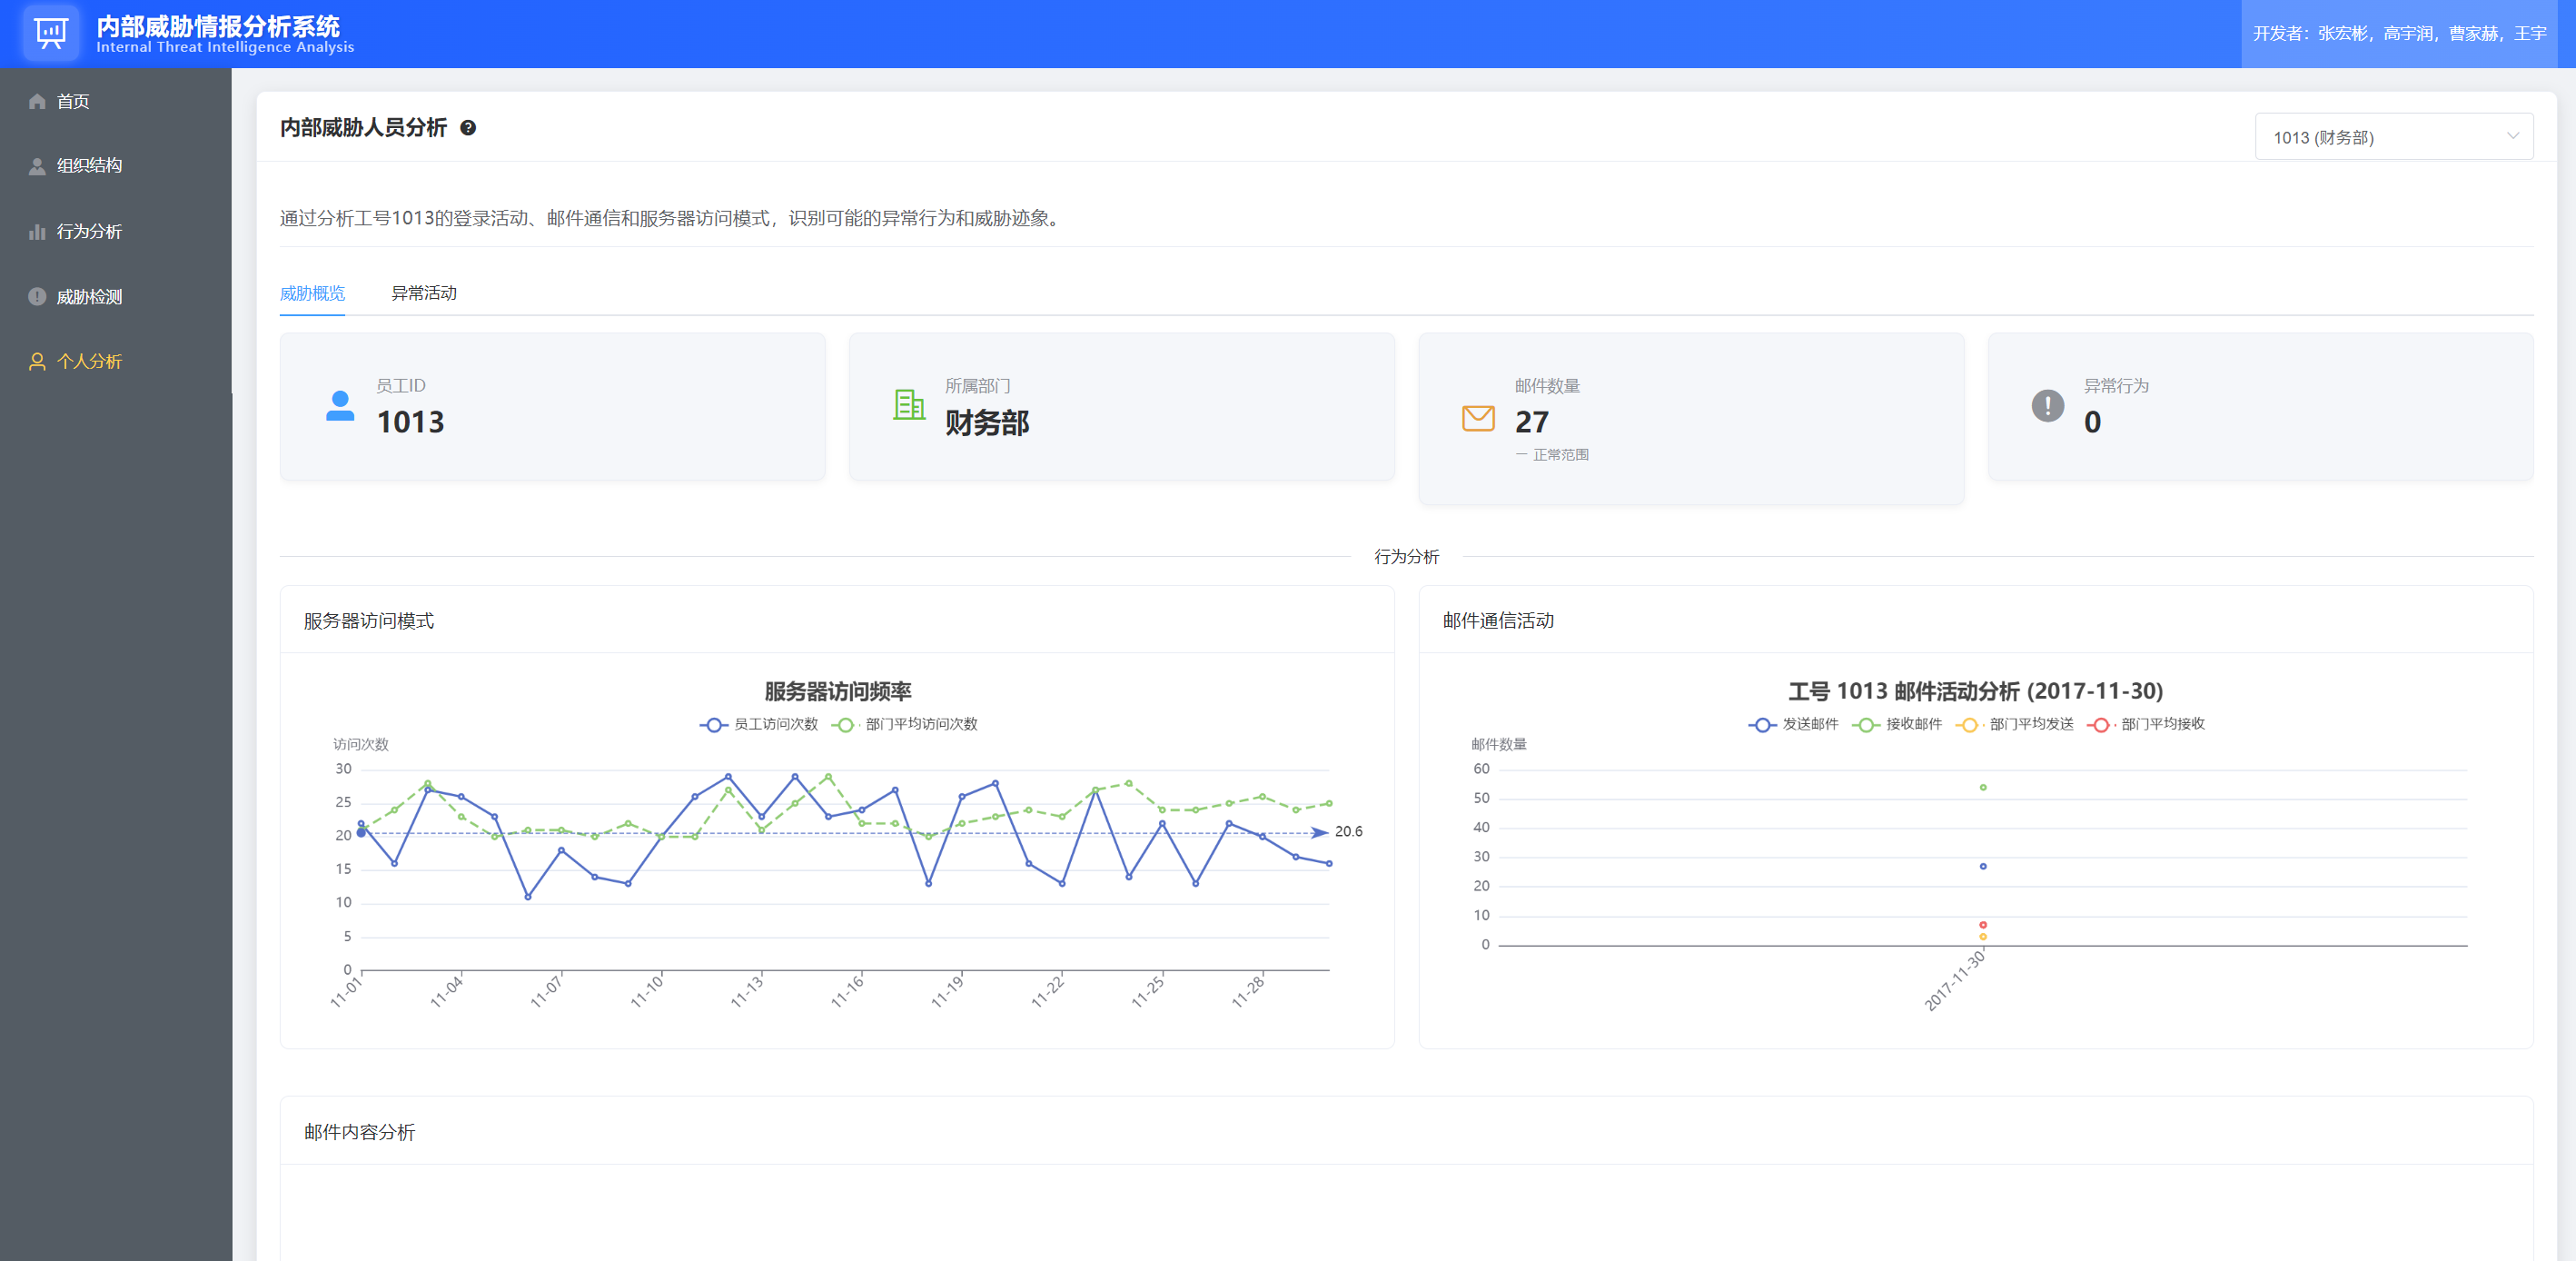 内部威胁情报分析系统
Internal Threat Intelligence Analysis
开发者：张宏彬，高宇润，曹家赫，王宇
首页
组织结构
行为分析
威胁检测
个人分析
内部威胁人员分析
1013 (财务部)
通过分析工号1013的登录活动、邮件通信和服务器访问模式，识别可能的异常行为和威胁迹象。
威胁概览
异常活动
员工ID
1013
所属部门
财务部
邮件数量
27
正常范围
异常行为
0
行为分析
服务器访问模式
服务器访问频率
员工访问次数
部门平均访问次数
访问次数
30
25
20
15
10
5
0
20.6
11-01
11-04
11-07
11-10
11-13
11-16
11-19
11-22
11-25
11-28
邮件通信活动
工号 1013 邮件活动分析 (2017-11-30)
发送邮件
接收邮件
部门平均发送
部门平均接收
邮件数量
60
50
40
30
20
10
0
2017-11-30
邮件内容分析